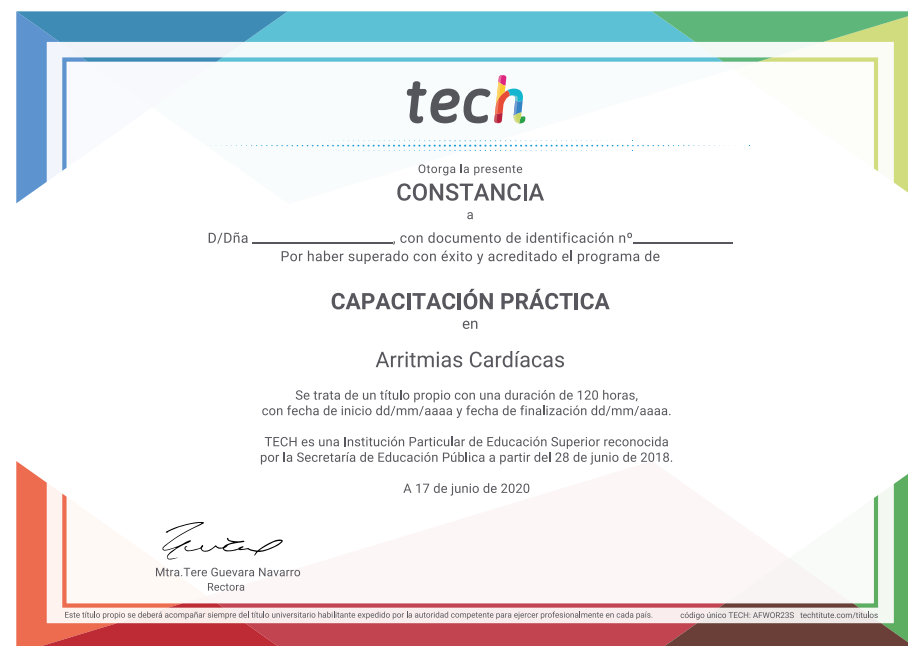 tech
Otorga la presente
CONSTANCIA
a
D/Dña ____________________, con documento de identificación nº______________
Por haber superado con éxito y acreditado el programa de
CAPACITACIÓN PRÁCTICA
en
Arritmias Cardíacas
Se trata de un título propio con una duración de 120 horas,
con fecha de inicio dd/mm/aaaa y fecha de finalización dd/mm/aaaa.
TECH es una Institución Particular de Educación Superior reconocida
por la Secretaría de Educación Pública a partir del 28 de junio de 2018.
A 17 de junio de 2020
Mtra.Tere Guevara Navarro
Rectora
Este título propio se deberá acompañar siempre del título universitario habilitante expedido por la autoridad competente para ejercer profesionalmente en cada país. código único TECH: AFWOR23S techtitute.com/titulos